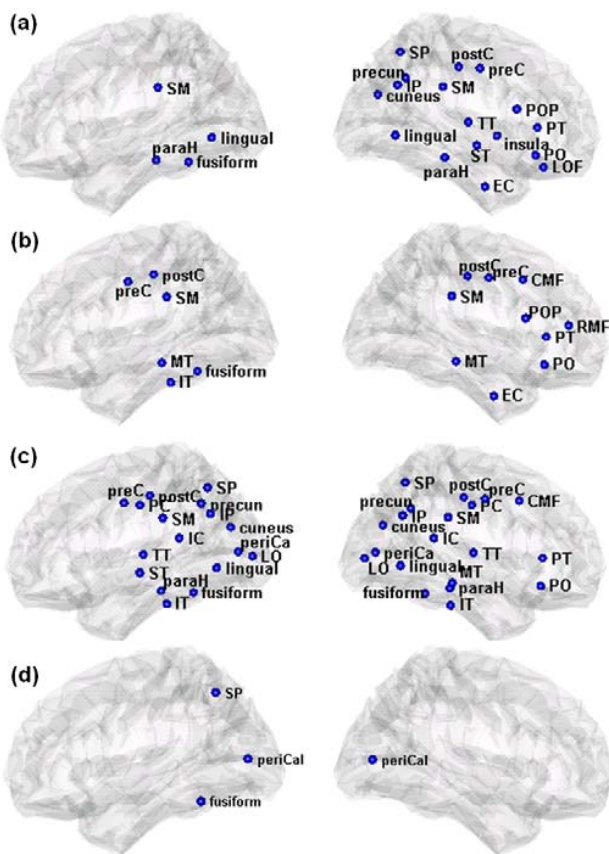 (a)
SM
lingual
paraH
fusiform
SP
postC
preC
precun
IP
SM
cuneus
POP
TT
PT
lingual
insula
ST
PO
paraH
LOF
EC
(b)
postC
preC
SM
MT
fusiform
IT
postC
preC
CMF
SM
POP
RMF
PT
MT
PO
EC
(c)
SP
preC
postC
PC
precun
IP
SM
cuneus
IC
periCa
TT
LO
ST
lingual
paraH
fusiform
IT
SP
postC
preC
CMF
precun
PC
IP
SM
cuneus
IC
periCa
TT
PT
LO
lingual
MT
paraH
PO
fusiform
IT
(d)
SP
periCal
fusiform
periCal